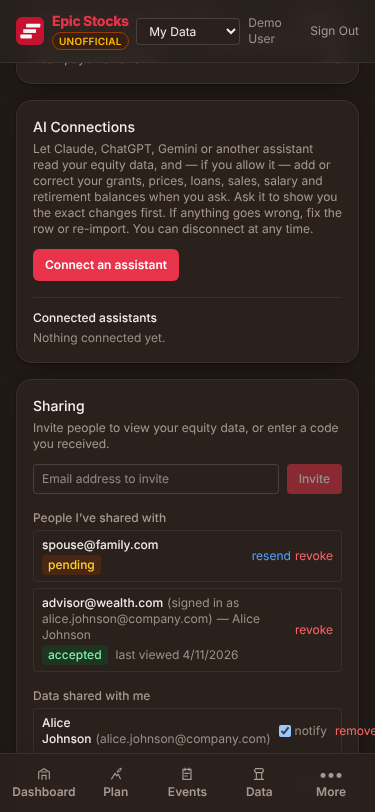 Epic Stocks
UNOFFICIAL
My Data
Demo User
Sign Out
AI Connections
Let Claude, ChatGPT, Gemini or another assistant
read your equity data, and — if you allow it — add or
correct your grants, prices, loans, sales, salary and
retirement balances when you ask. Ask it to show you
the exact changes first. If anything goes wrong, fix the
row or re-import. You can disconnect at any time.
Connect an assistant
Connected assistants
Nothing connected yet.
Sharing
Invite people to view your equity data, or enter a code
you received.
Email address to invite
Invite
People I've shared with
spouse@family.com
pending
resend revoke
advisor@wealth.com (signed in as
alice.johnson@company.com) — Alice
Johnson
revoke
accepted last viewed 4/11/2026
Data shared with me
Alice
Johnson (alice.johnson@company.com)
notify
remove
Dashboard
Plan
Events
Data
More